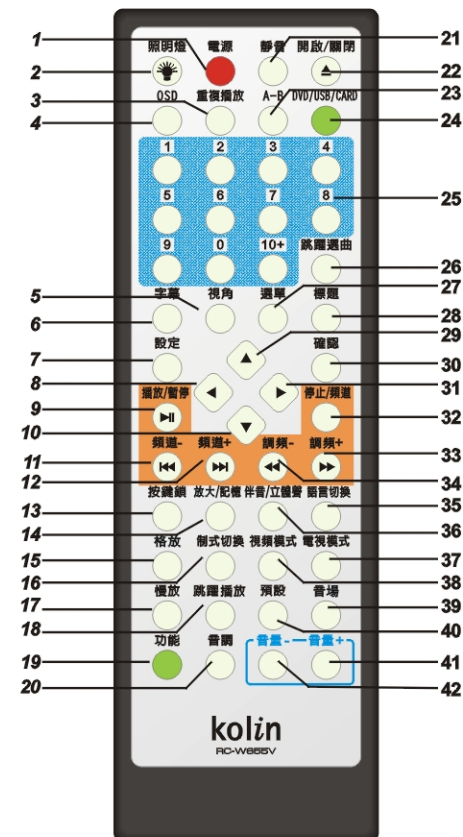 照明燈 電源 靜音 開啟/關閉
1 21
2 22
OSD 重複播放 A-B DVD/USB/CARD
3 23
4 24
1 2 3 4
5 6 7 8
25
9 0 10+ 跳躍選曲
26
字幕 視角 選單 標題
5 27
6 28
設定 確認
29
7 30
8 31
播放/暫停 停止/頻道
9 32
10
頻道- 頻道+ 調頻- 調頻+
11 33
12 34
按鍵鎖 放大/記憶 伴音/立體聲 語言切換
13 35
14 36
格放 制式切換 視頻模式 電視模式
15 37
16 38
慢放 跳躍播放 預設 音場
17 39
18 40
功能 音調 音量- 音量+
19 41
20 42
kolin
RC-W655V